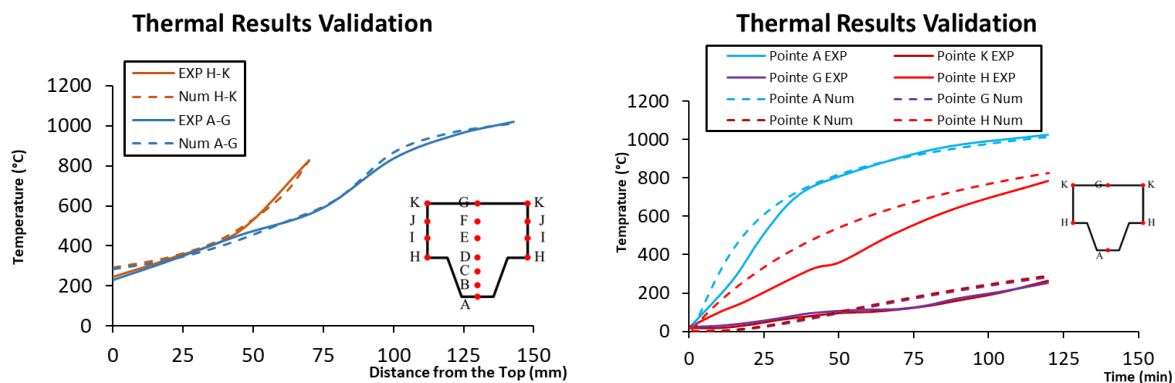 Thermal Results Validation
EXP H-K
Num H-K
EXP A-G
Num A-G
Temperature (°C)
1200
1000
800
600
400
200
0
0 25 50 75 100 125 150
Distance from the Top (mm)
K G K
J F J
I E I
H D H
C
B
A
Thermal Results Validation
Pointe A EXP Pointe K EXP
Pointe G EXP Pointe H EXP
Pointe A Num Pointe G Num
Pointe K Num Pointe H Num
Temprature (°C)
1200
1000
800
600
400
200
0
0 25 50 75 100 125 150
Time (min)
K G K
H H
A